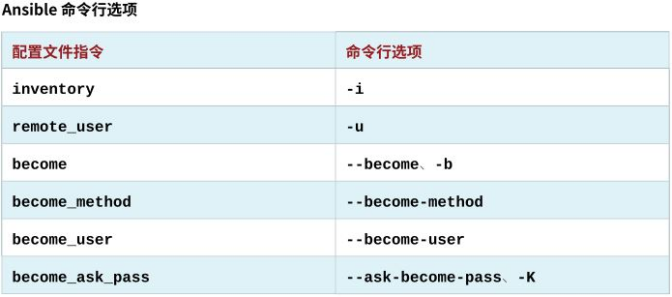 Ansible 命令行选项
配置文件指令 命令行选项
inventory -i
remote_user -u
become --become、-b
become_method --become-method
become_user --become-user
become_ask_pass --ask-become-pass、-K